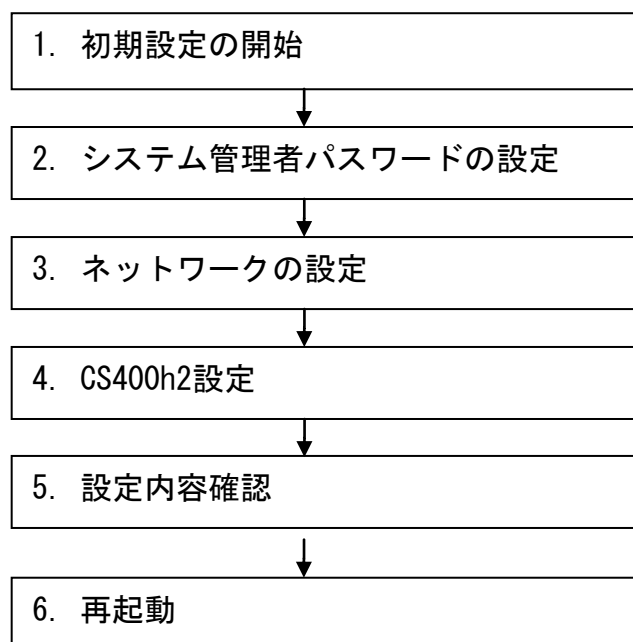 1. 初期設定の開始
2. システム管理者パスワードの設定
3. ネットワークの設定
4. CS400h2設定
5. 設定内容確認
6. 再起動